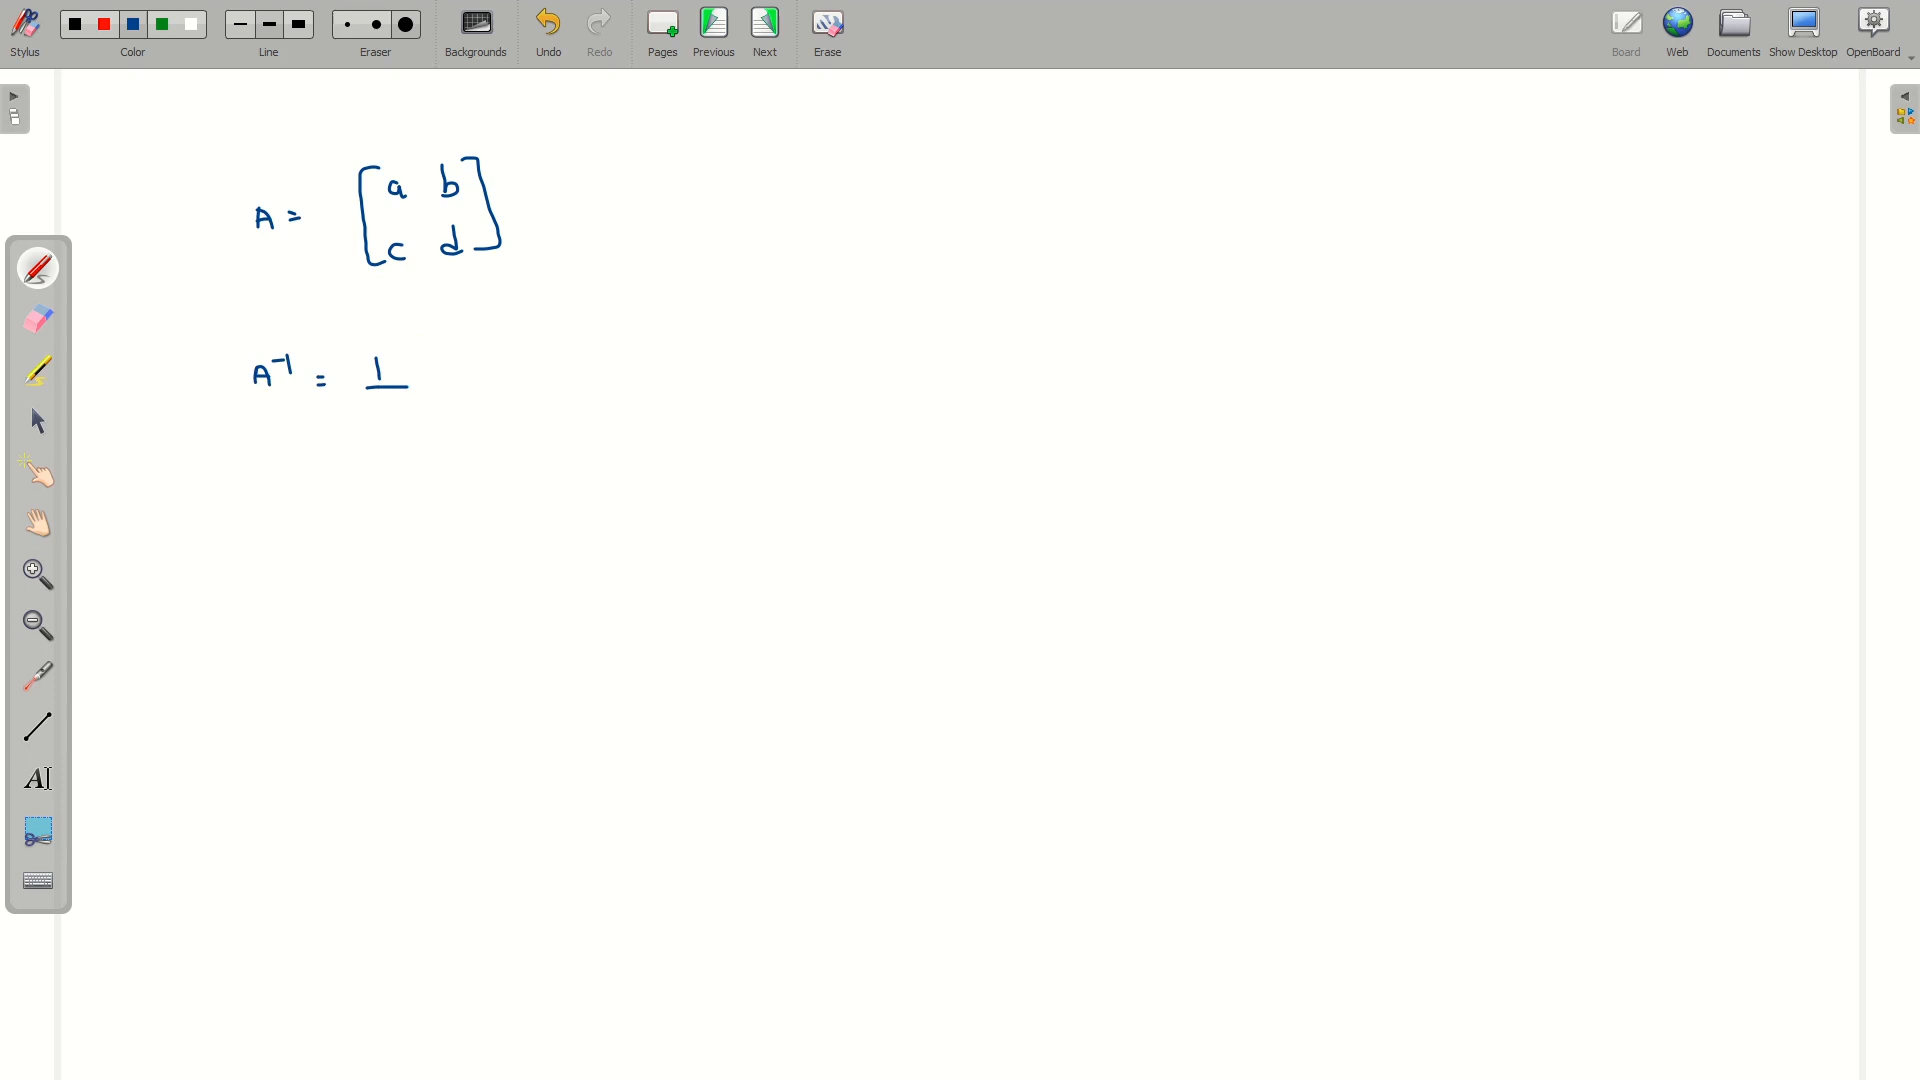 Stylus Color Line Eraser Backgrounds Undo Redo Pages Previous Next Erase Board Web Documents Show Desktop OpenBoard
A = [a b
c d]
A⁻¹ = 1
A